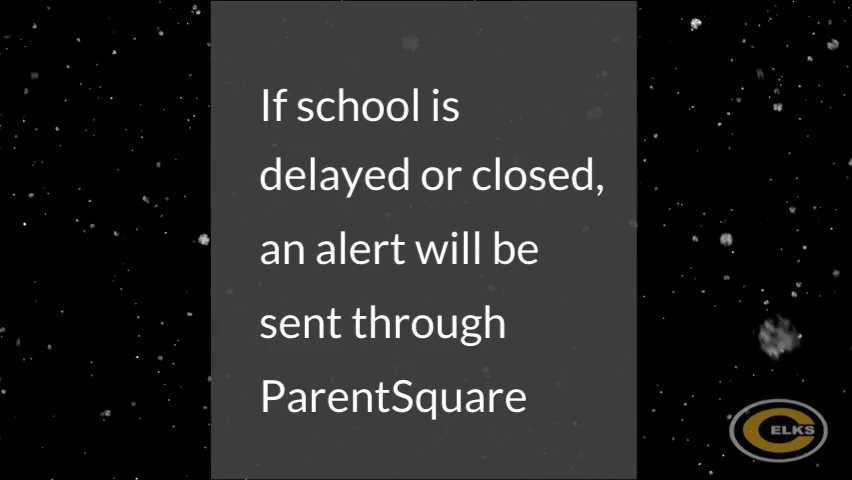 If school is
delayed or closed,
an alert will be
sent through
ParentSquare
C ELKS